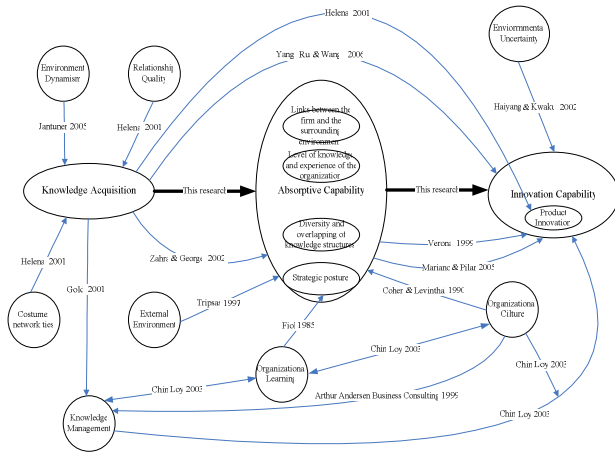 Helena 2001
Yang, Rui & Wang 2006
Enviornmenta
Uncertainty
Environment
Dynamism
Relationship
Quality
Haiyang & Kwaku 2002
Jantunen 2005
Helena 2001
Links between the
firm and the
surrounding
environment
Level of knowledge
and experience of the
organization
Knowledge Acquisition
This research
Absorptive Capability
This research
Innovation Capability
Product
Innovation
Diversity and
overlapping of
knowledge structures
Verona 1999
Zahra & George 2002
Mariano & Pilar 2005
Helena 2001
Strategic posture
Gold 2001
Tripsas 1997
Cohen & Levinthal 1990
Costume
network ties
External
Environment
Organizational
Cilture
Fiol 1985
Chin Loy 2003
Chin Loy 2003
Organizational
Learning
Chin Loy 2003
Arthur Andersen Business Consulting 1999
Knowledge
Management
Chin Loy 2003